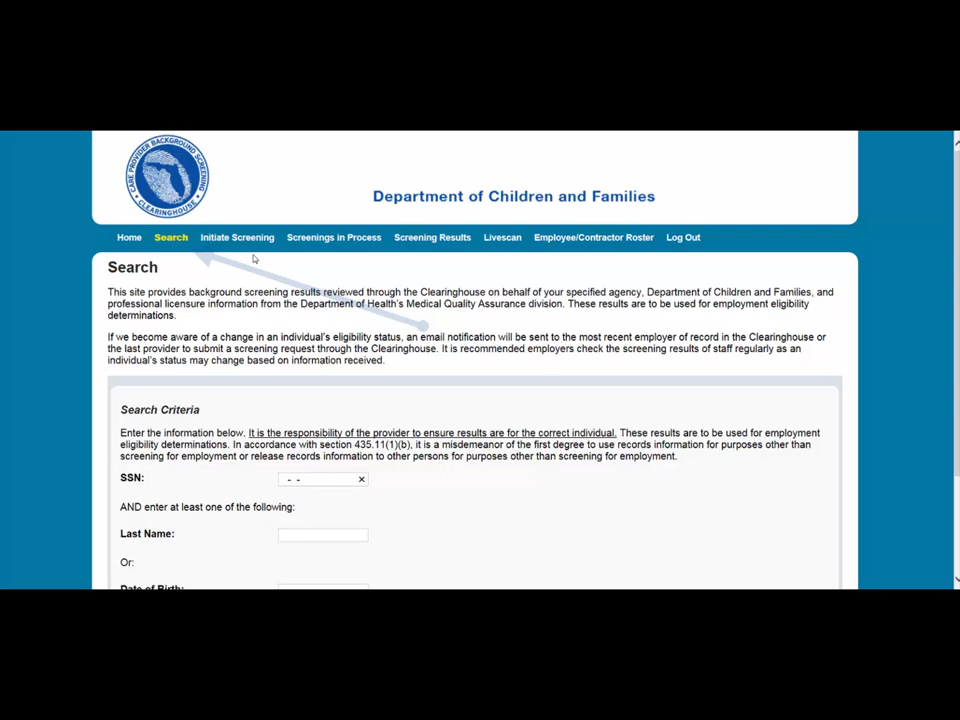 CARE PROVIDER BACKGROUND SCREENING
CLEARINGHOUSE
Department of Children and Families
Home Search Initiate Screening Screenings in Process Screening Results Livescan Employee/Contractor Roster Log Out
Search
This site provides background screening results reviewed through the Clearinghouse on behalf of your specified agency, Department of Children and Families, and
professional licensure information from the Department of Health's Medical Quality Assurance division. These results are to be used for employment eligibility
determinations.
If we become aware of a change in an individual's eligibility status, an email notification will be sent to the most recent employer of record in the Clearinghouse or
the last provider to submit a screening request through the Clearinghouse. It is recommended employers check the screening results of staff regularly as an
individual's status may change based on information received.
Search Criteria
Enter the information below. It is the responsibility of the provider to ensure results are for the correct individual. These results are to be used for employment
eligibility determinations. In accordance with section 435.11(1)(b), it is a misdemeanor of the first degree to use records information for purposes other than
screening for employment or release records information to other persons for purposes other than screening for employment.
SSN: - -
AND enter at least one of the following:
Last Name:
Or:
Date of Birth: